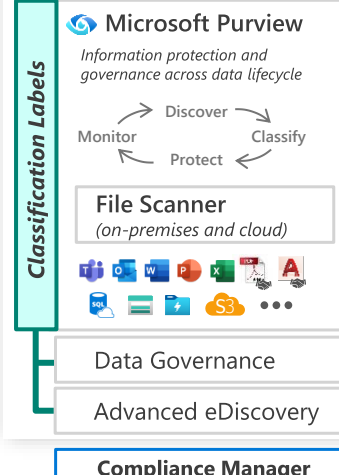 Classification Labels
Microsoft Purview
Information protection and
governance across data lifecycle
Discover
Monitor
Classify
Protect
File Scanner
(on-premises and cloud)
SQL
S3
Data Governance
Advanced eDiscovery
Compliance Manager